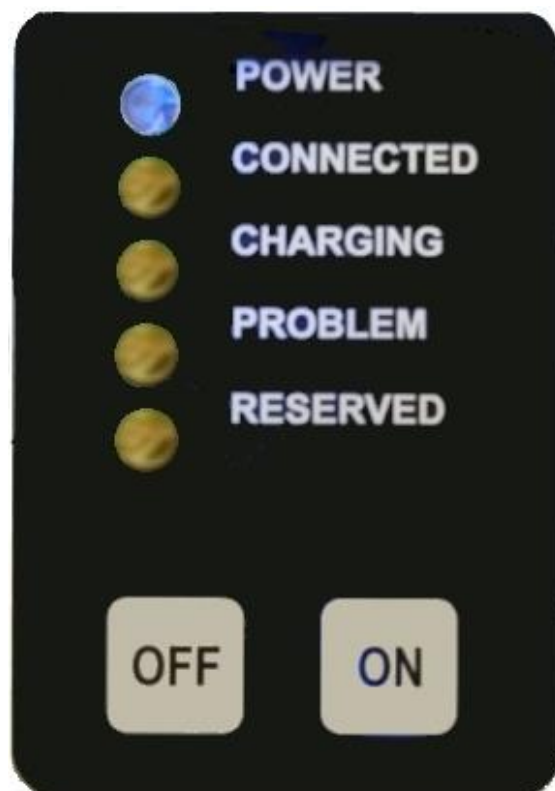 POWER
CONNECTED
CHARGING
PROBLEM
RESERVED
OFF ON